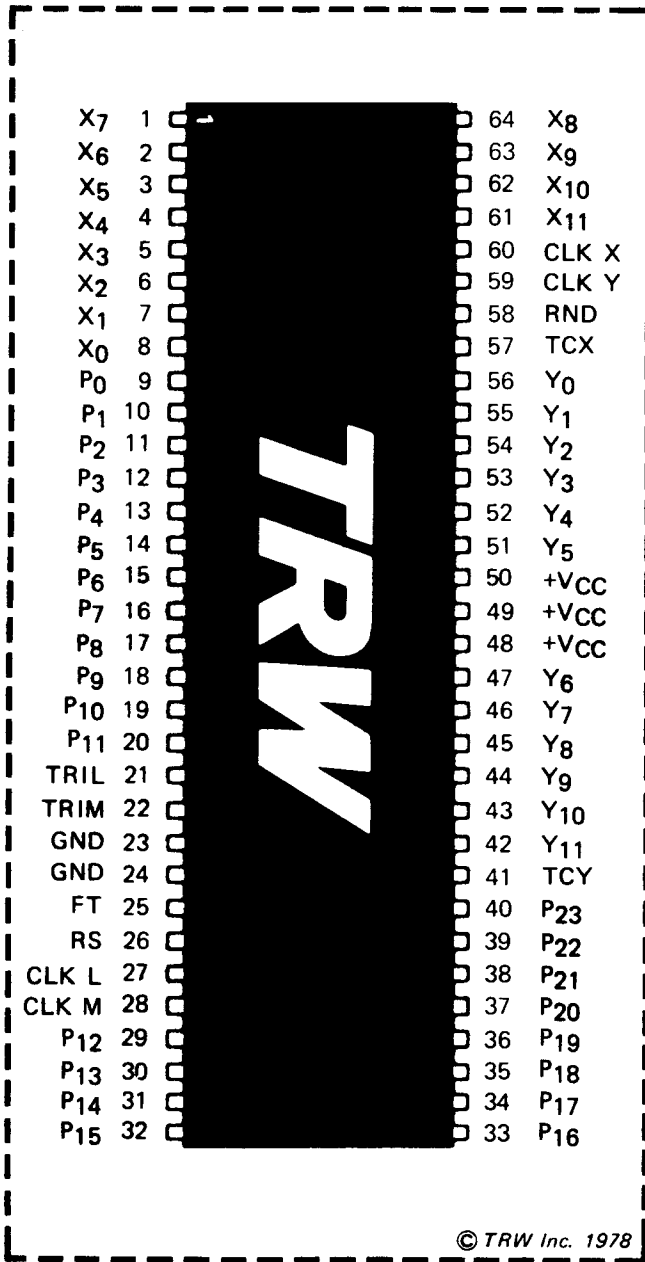 X7 1 1 64 X8
X6 2 63 X9
X5 3 62 X10
X4 4 61 X11
X3 5 60 CLK X
X2 6 59 CLK Y
X1 7 58 RND
X0 8 57 TCX
P0 9 56 Y0
P1 10 55 Y1
P2 11 54 Y2
P3 12 53 Y3
P4 13 52 Y4
P5 14 51 Y5
P6 15 50 +VCC
P7 16 49 +VCC
P8 17 48 +VCC
P9 18 47 Y6
P10 19 46 Y7
P11 20 45 Y8
TRIL 21 44 Y9
TRIM 22 43 Y10
GND 23 42 Y11
GND 24 41 TCY
FT 25 40 P23
RS 26 39 P22
CLK L 27 38 P21
CLK M 28 37 P20
P12 29 36 P19
P13 30 35 P18
P14 31 34 P17
P15 32 33 P16
TRW
© TRW Inc. 1978